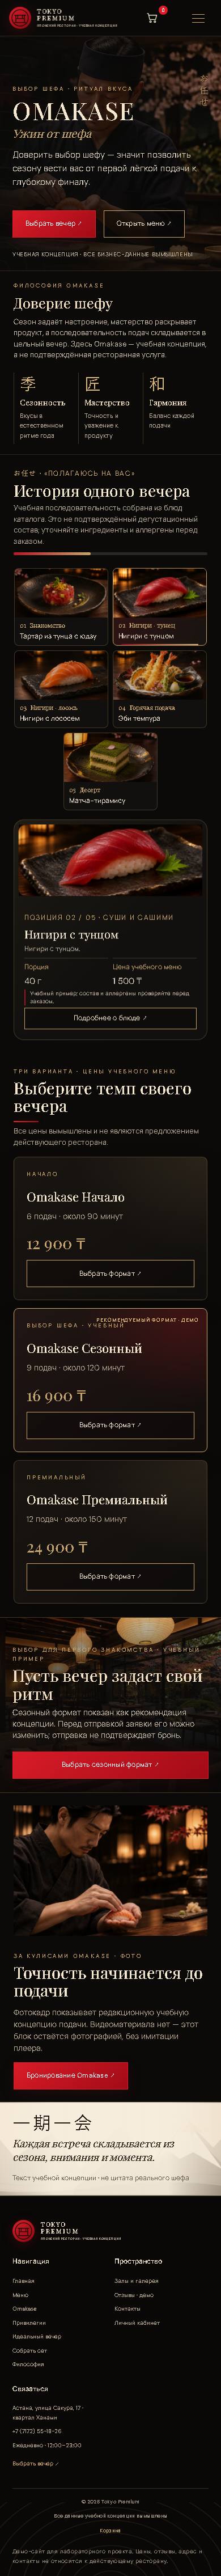 TOKYO
PREMIUM
0
ВЫБОР ШЕФА · РИТУАЛ ВКУСА
OMAKASE
Ужин от шефа
Доверить выбор шефу — значит позволить
сезону вести вас от первой лёгкой подачи к
глубокому финалу.
Выбрать вечер ↗
Открыть меню ↗
УЧЕБНАЯ КОНЦЕПЦИЯ · ВСЕ БИЗНЕС-ДАННЫЕ ВЫМЫШЛЕНЫ
ФИЛОСОФИЯ OMAKASE
Доверие шефу
Сезон задаёт настроение, мастерство раскрывает
продукт, а последовательность подач складывается в
цельный вечер. Здесь Omakase — учебная концепция,
а не подтверждённая ресторанная услуга.
季
Сезонность
Вкусы в
естественном
ритме года
匠
Мастерство
Точность и
уважение к
продукту
和
Гармония
Баланс каждой
подачи
お任せ · «ПОЛАГАЮСЬ НА ВАС»
История одного вечера
Учебная последовательность собрана из блюд
каталога. Это не подтверждённый дегустационный
состав, уточняйте ингредиенты и аллергены перед
заказом.
01 Знакомство
Тартар из тунца с юдзу
02 Нигири · тунец
Нигири с тунцом
03 Нигири · лосось
Нигири с лососем
04 Горячая подача
Эби темпура
05 Десерт
Матча-тирамису
ПОЗИЦИЯ 02 / 05 · СУШИ И САШИМИ
Нигири с тунцом
Нигири с тунцом.
Порция
40 г
Цена учебного меню
1 500 ₸
Учебный пример: состав и аллергены проверяйте перед
заказом.
Подробнее о блюде ↗
ТРИ ВАРИАНТА · ЦЕНЫ УЧЕБНОГО МЕНЮ
Выберите темп своего
вечера
Все цены вымышлены и не являются предложением
действующего ресторана.
НАЧАЛО
Omakase Начало
6 подач · около 90 минут
12 900 ₸
Выбрать формат ↗
РЕКОМЕНДУЕМЫЙ ФОРМАТ · ДЕМО
ВЫБОР ШЕФА · УЧЕБНЫЙ
Omakase Сезонный
9 подач · около 120 минут
16 900 ₸
Выбрать формат ↗
ПРЕМИАЛЬНЫЙ
Omakase Премиальный
12 подач · около 150 минут
24 900 ₸
Выбрать формат ↗
ВЫБОР ДЛЯ ПЕРВОГО ЗНАКОМСТВА · УЧЕБНЫЙ
ПРИМЕР
Пусть вечер задаст свой
ритм
Сезонный формат показан как рекомендация
концепции. Перед отправкой заявки его можно
изменить; отправка не подтверждает бронь.
Выбрать сезонный формат ↗
ЗА КУЛИСАМИ OMAKASE · ФОТО
Точность начинается до
подачи
Фотокадр показывает редакционную учебную
концепцию подачи. Видеоматериала нет — этот
блок остаётся фотографией, без имитации
плеера.
Бронирование Omakase ↗
一期一会
Каждая встреча складывается из
сезона, внимания и момента.
Текст учебной концепции · не цитата реального шефа
TOKYO
PREMIUM
Навигация
Главная
Меню
Omakase
Привилегии
Идеальный вечер
Собрать сет
Философия
Пространство
Залы и галерея
Отзывы · демо
Контакты
Личный кабинет
Связаться
Астана, улица Сакура, 17 ·
квартал Ханами
+7 (7172) 55-18-26
Ежедневно · 12:00–23:00
Выбрать вечер ↗
© 2026 Tokyo Premium
Все данные учебной концепции вымышлены
Корзина
Демо-сайт для лабораторного проекта. Цены, отзывы, адрес и
контакты не относятся к действующему ресторану.